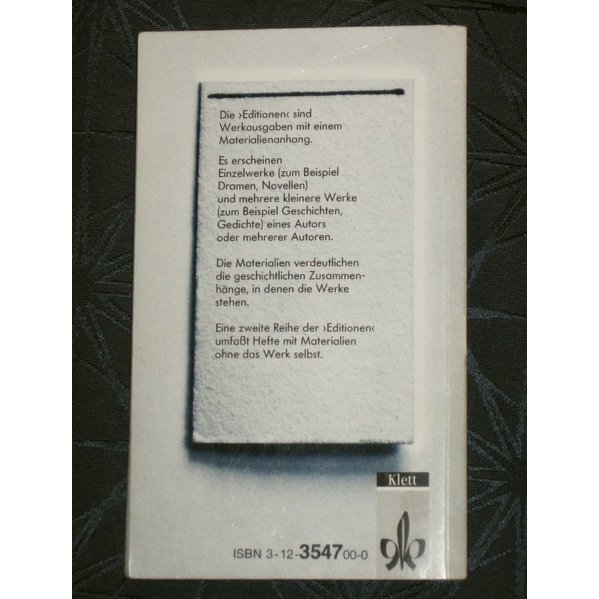 Die ›Editionen‹ sind
Werkausgaben mit einem
Materialienanhang.
Es erscheinen
Einzelwerke (zum Beispiel
Dramen, Novellen)
und mehrere kleinere Werke
(zum Beispiel Geschichten,
Gedichte) eines Autors
oder mehrerer Autoren.
Die Materialien verdeutlichen
die geschichtlichen Zusammen-
hänge, in denen die Werke
stehen.
Eine zweite Reihe der ›Editionen‹
umfaßt Hefte mit Materialien
ohne das Werk selbst.
Klett
ISBN 3-12-354700-0